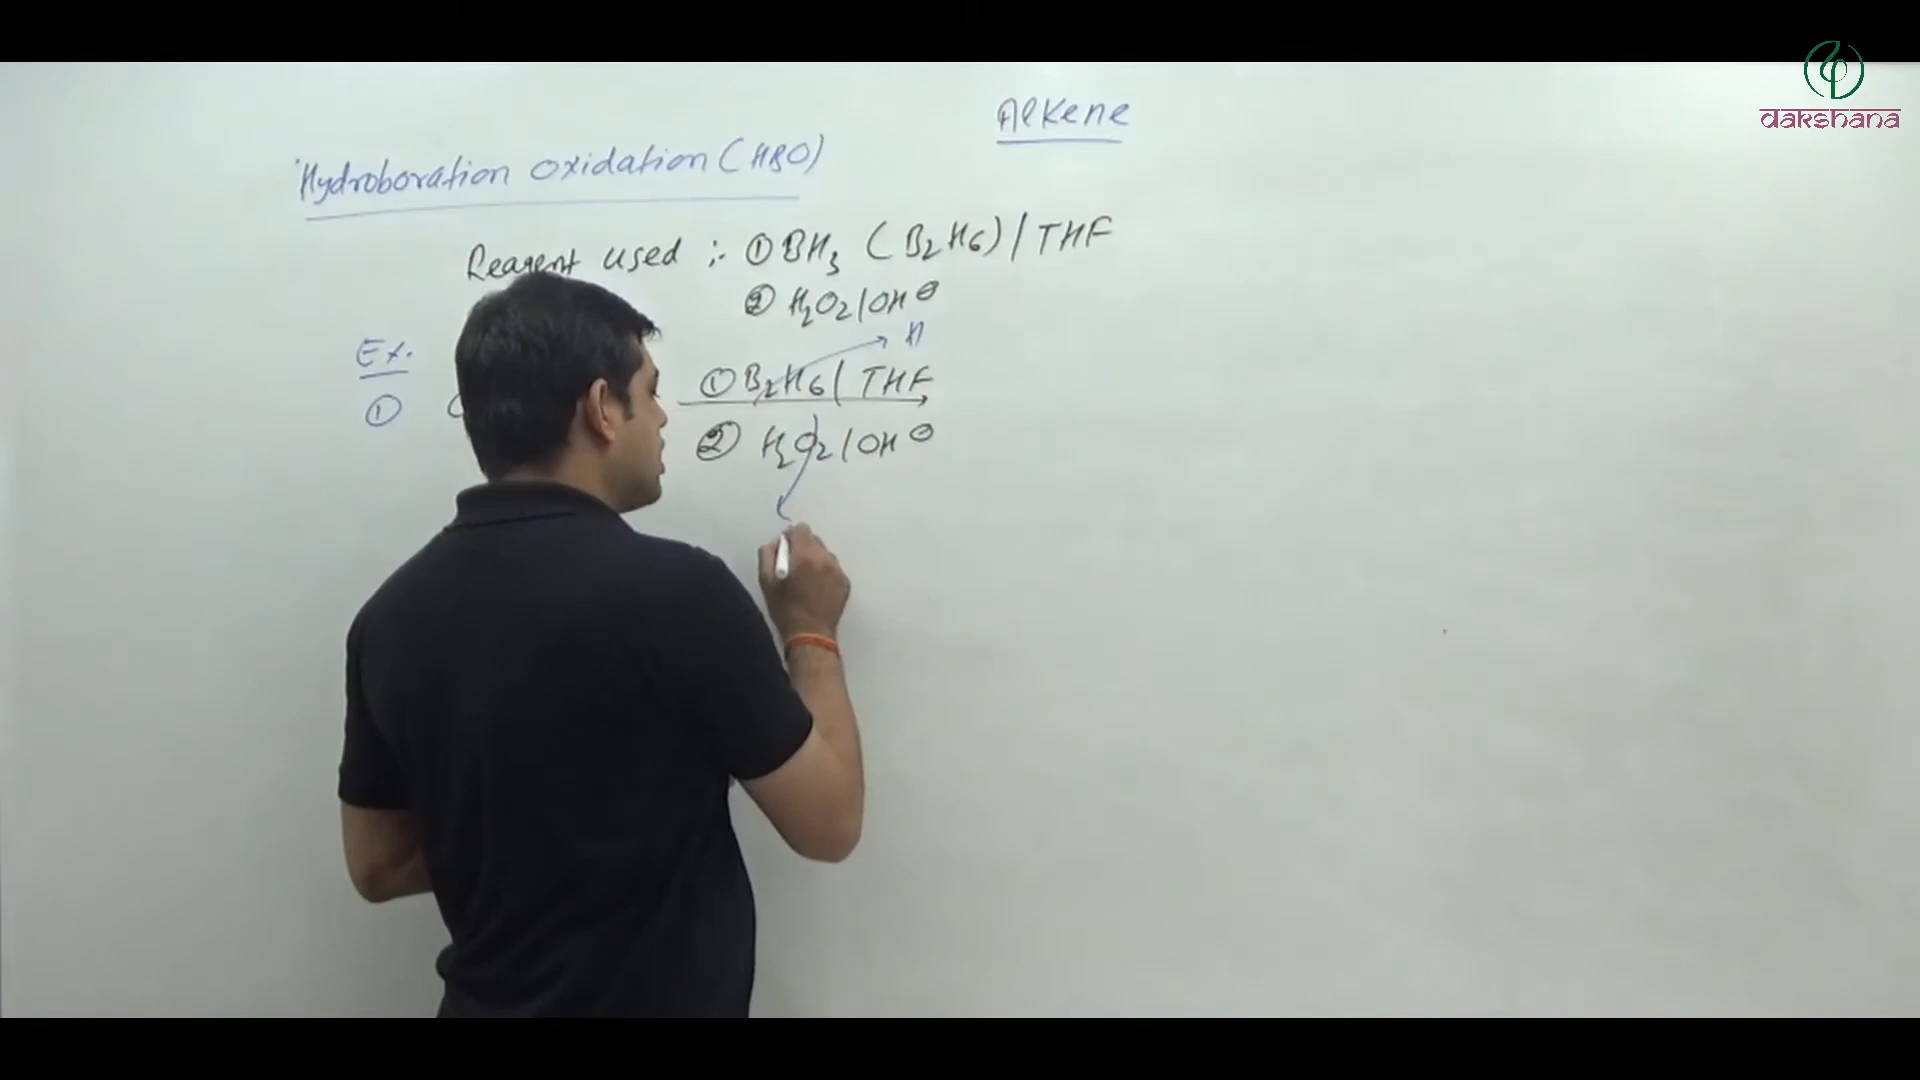 dakshana
Alkene
Hydroboration Oxidation (HBO)
Reagent used :- ① BH₃ (B₂H₆) / THF
② H₂O₂ / OH⊖
H
Ex.
① B₂H₆ / THF
①
② H₂O₂ / OH⊖